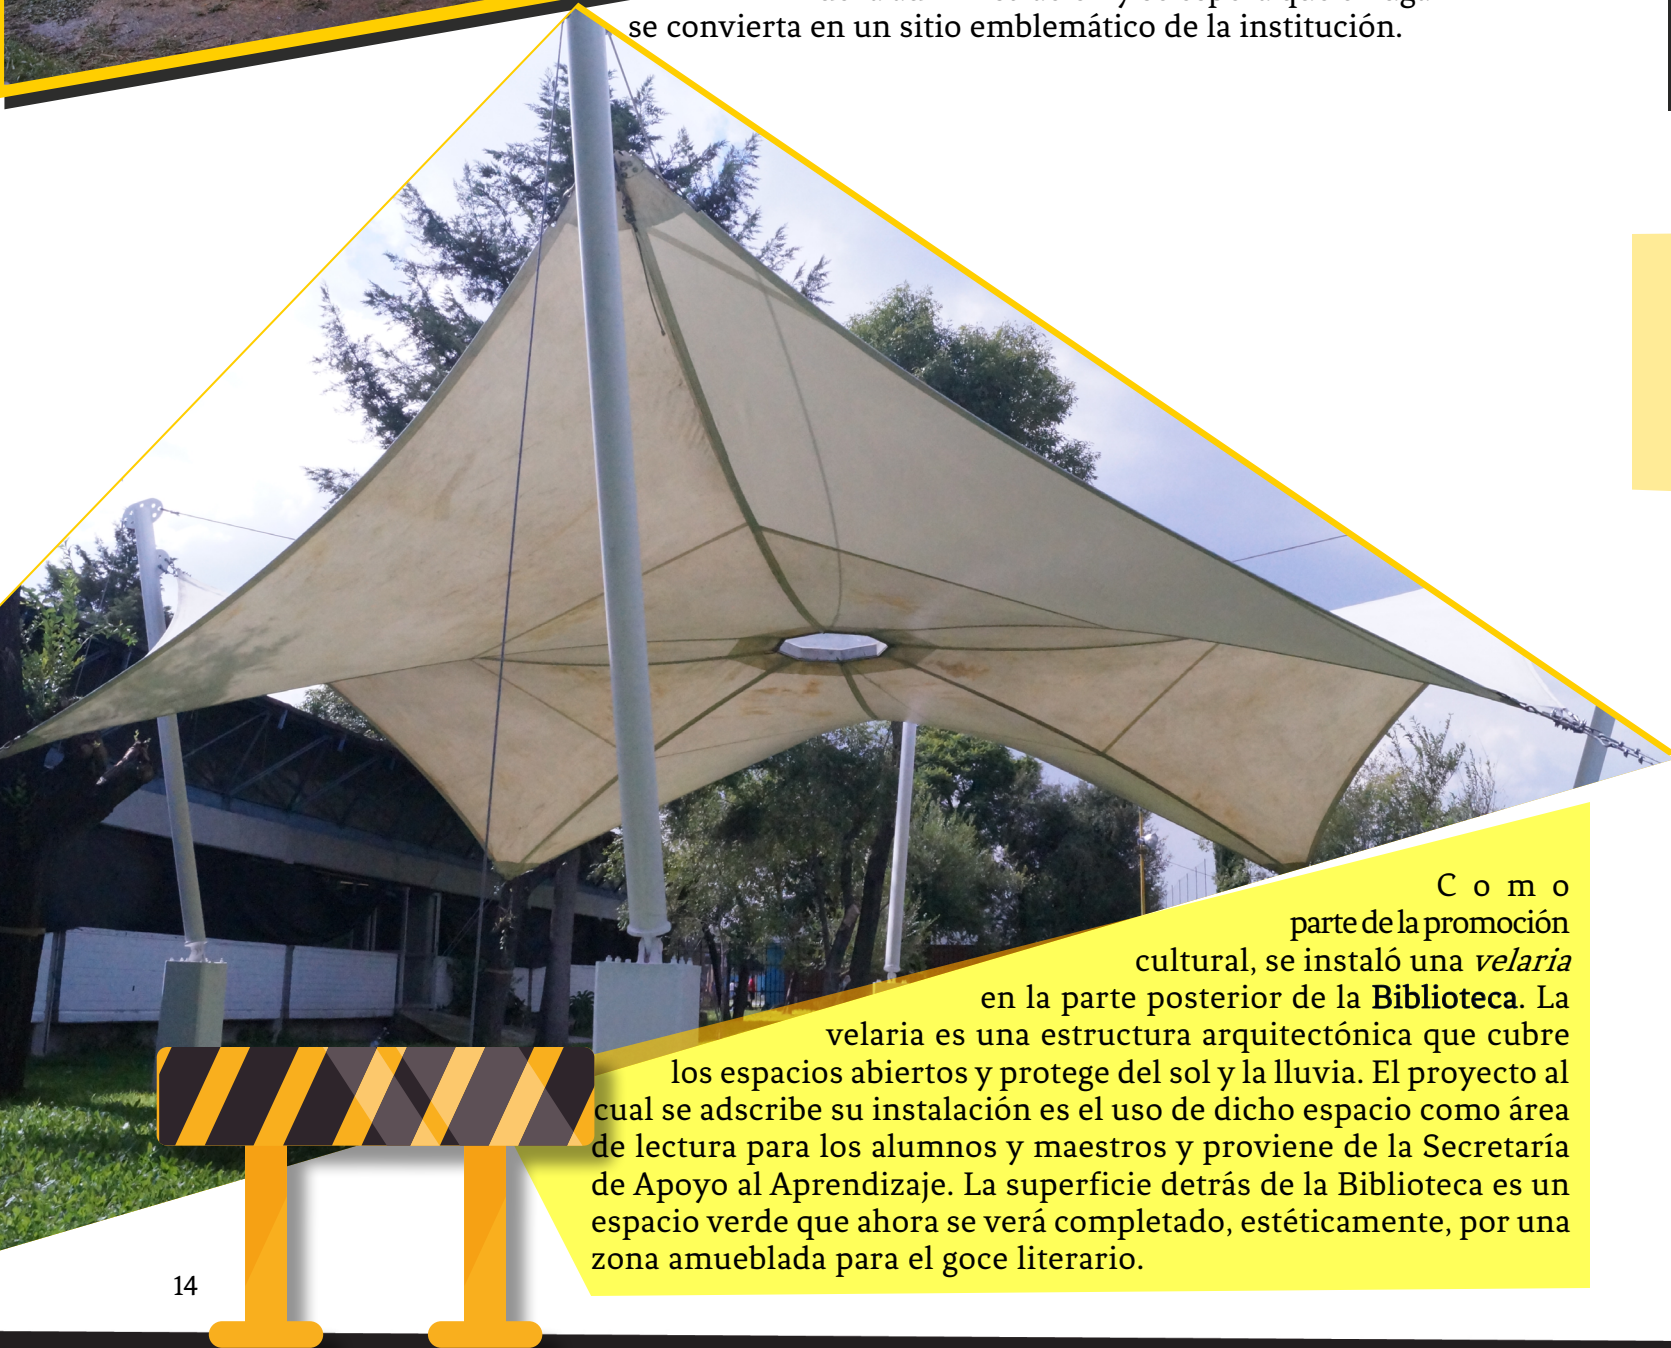 se convierta en un sitio emblemático de la institución.
Como
parte de la promoción
cultural, se instaló una velaria
en la parte posterior de la Biblioteca. La
velaria es una estructura arquitectónica que cubre
los espacios abiertos y protege del sol y la lluvia. El proyecto al
cual se adscribe su instalación es el uso de dicho espacio como área
de lectura para los alumnos y maestros y proviene de la Secretaría
de Apoyo al Aprendizaje. La superficie detrás de la Biblioteca es un
espacio verde que ahora se verá completado, estéticamente, por una
zona amueblada para el goce literario.
14